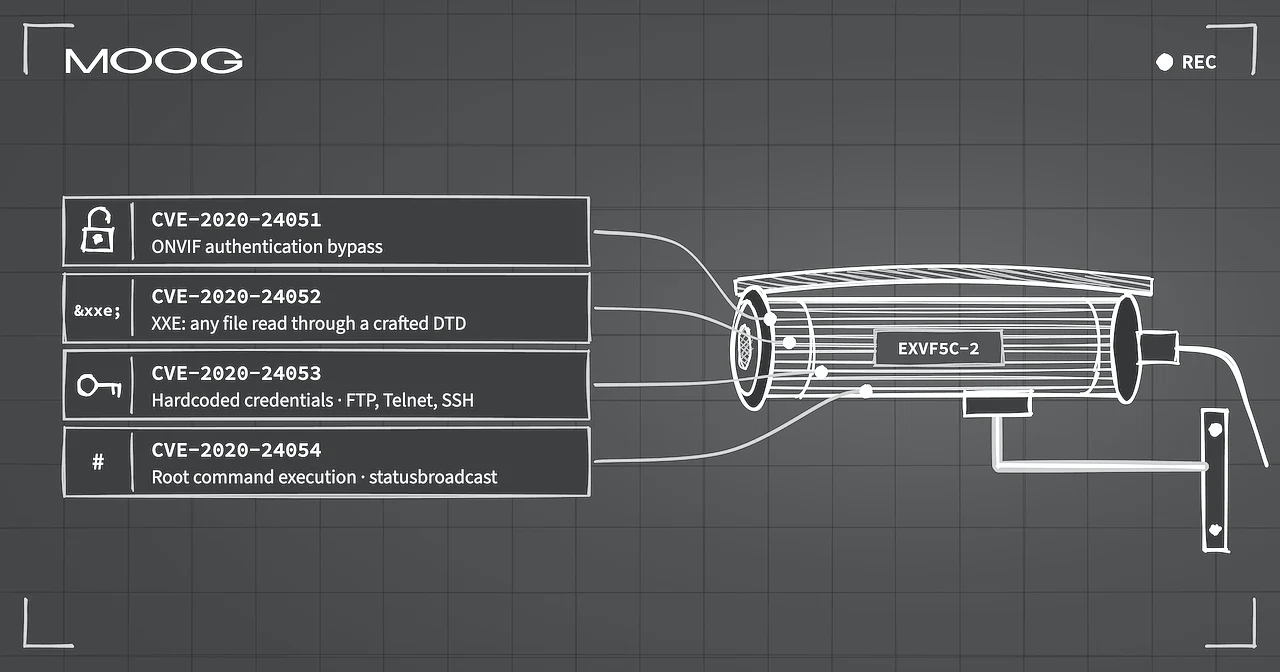 MOOG
REC
CVE-2020-24051
ONVIF authentication bypass
&xxe;
CVE-2020-24052
XXE: any file read through a crafted DTD
CVE-2020-24053
Hardcoded credentials · FTP, Telnet, SSH
#
CVE-2020-24054
Root command execution · statusbroadcast
EXVF5C-2